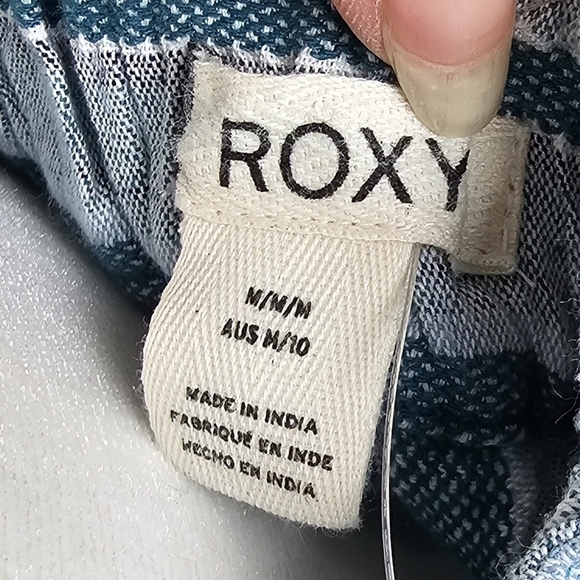 ROXY
M/M/M
AUS M/10
MADE IN INDIA
FABRIQUÉ EN INDE
HECHO EN INDIA